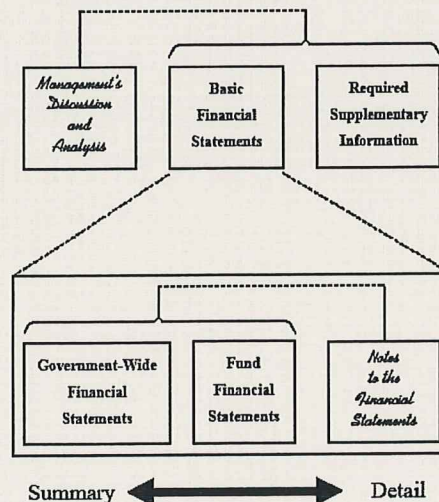 Management's
Discussion
and
Analysis
Basic
Financial
Statements
Required
Supplementary
Information
Government-Wide
Financial
Statements
Fund
Financial
Statements
Notes
to the
Financial
Statements
Summary
Detail